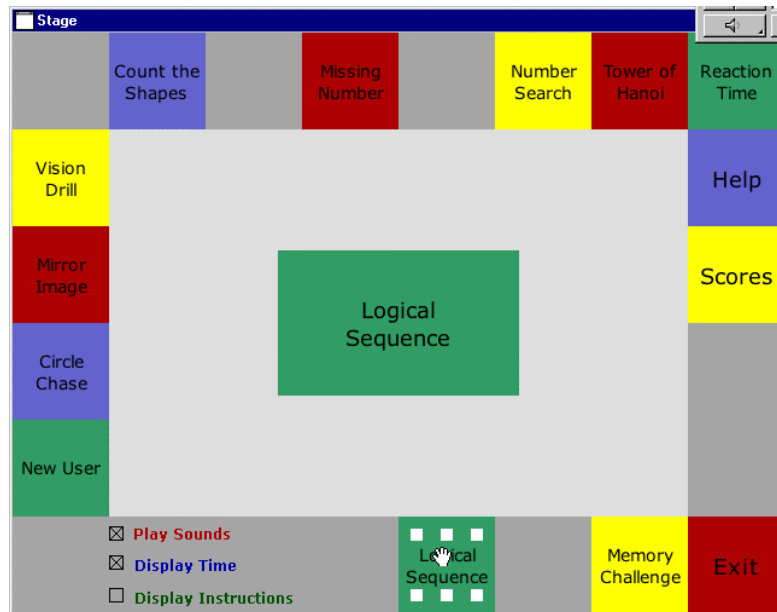 Stage
Count the
Shapes
Missing
Number
Number
Search
Tower of
Hanoi
Reaction
Time
Vision
Drill
Help
Mirror
Image
Scores
Logical
Sequence
Circle
Chase
New User
Play Sounds
Display Time
Display Instructions
Logical
Sequence
Memory
Challenge
Exit